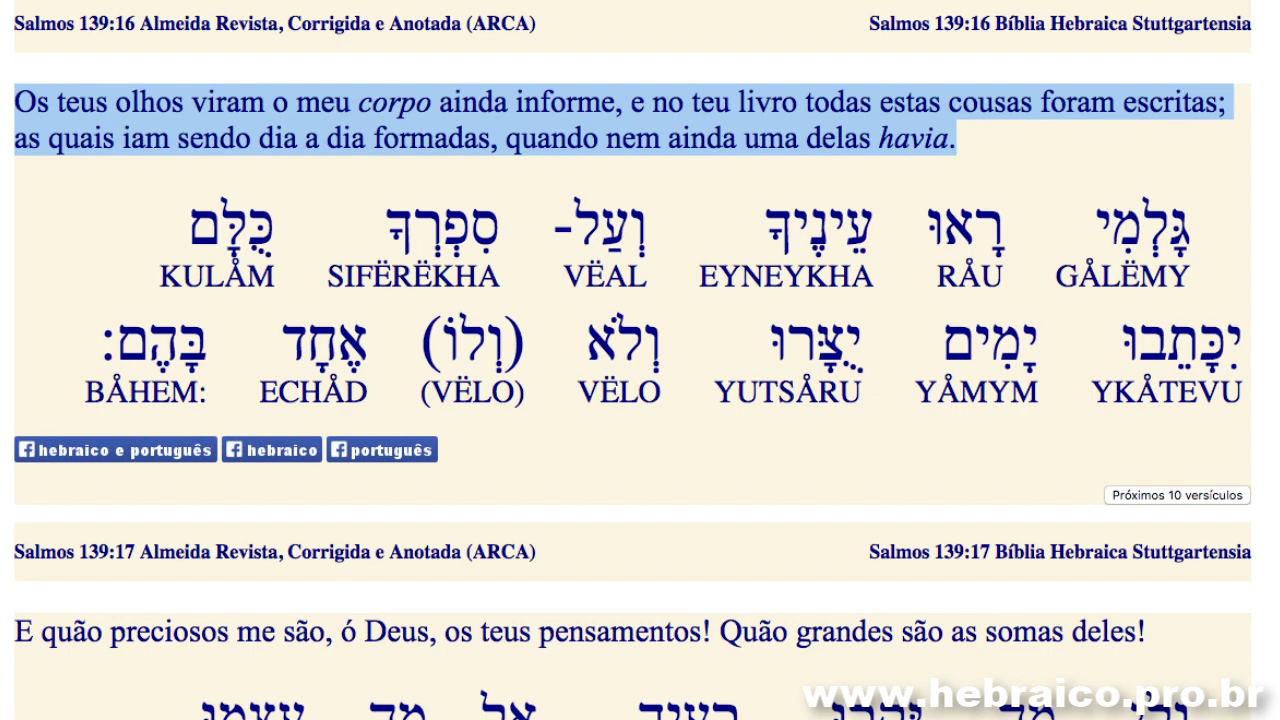 Salmos 139:16 Almeida Revista, Corrigida e Anotada (ARCA) Salmos 139:16 Bíblia Hebraica Stuttgartensia
Os teus olhos viram o meu corpo ainda informe, e no teu livro todas estas cousas foram escritas;
as quais iam sendo dia a dia formadas, quando nem ainda uma delas havia.
גָּלְמִי רָאוּ עֵינֶיךָ וְעַל- סִפְרְךָ כֻּלָּם
KULÅM SIFËRËKHA VËAL EYNEYKHA RÅU GÅLËMY
יִכָּתֵבוּ יָמִים יֻצָּרוּ וְלֹא (וְלוֹ) אֶחָד בָּהֶם:
BÅHEM: ECHÅD (VËLO) VËLO YUTSÅRU YÅMYM YKÅTEVU
hebraico e português hebraico português
Próximos 10 versículos
Salmos 139:17 Almeida Revista, Corrigida e Anotada (ARCA) Salmos 139:17 Bíblia Hebraica Stuttgartensia
E quão preciosos me são, ó Deus, os teus pensamentos! Quão grandes são as somas deles!
www.hebraico.pro.br